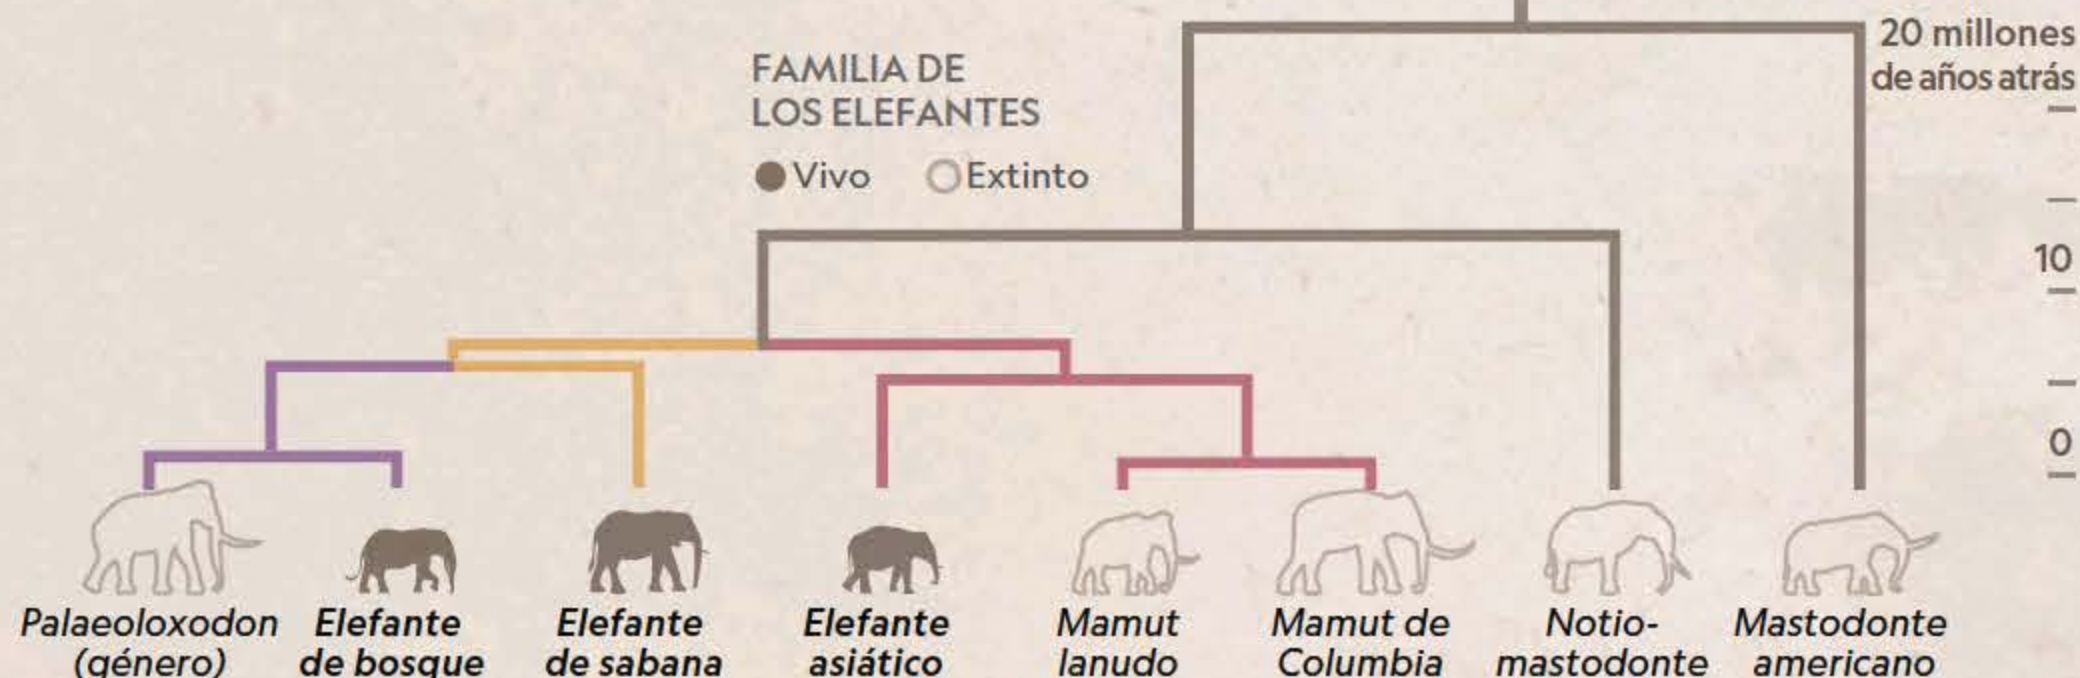 20 millones
de años atrás
FAMILIA DE
LOS ELEFANTES
Vivo
Extinto
10
0
Palaeoloxodon
(género)
Elefante
de bosque
Elefante
de sabana
Elefante
asiático
Mamut
lanudo
Mamut de
Columbia
Notio-
mastodonte
Mastodonte
americano